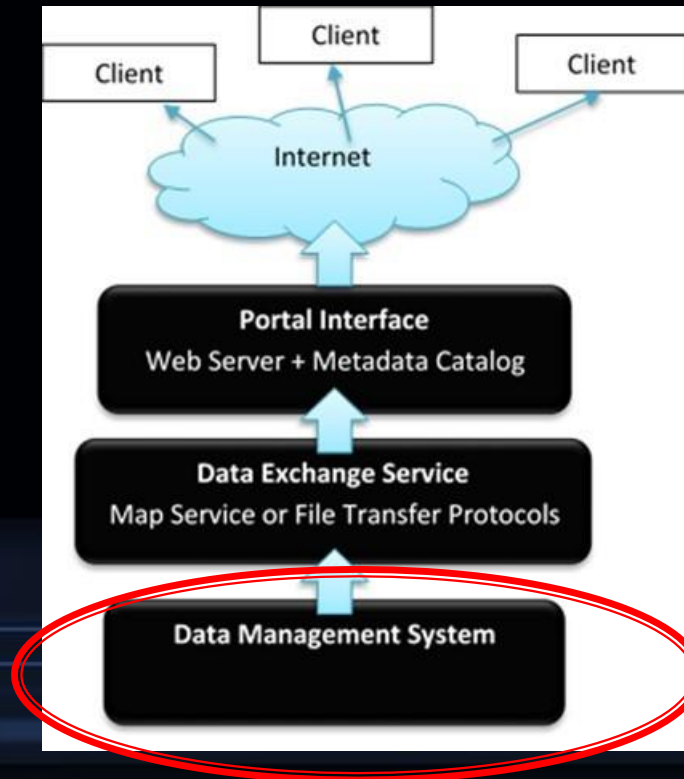 Client
Client
Client
Internet
Portal Interface
Web Server + Metadata Catalog
Data Exchange Service
Map Service or File Transfer Protocols
Data Management System